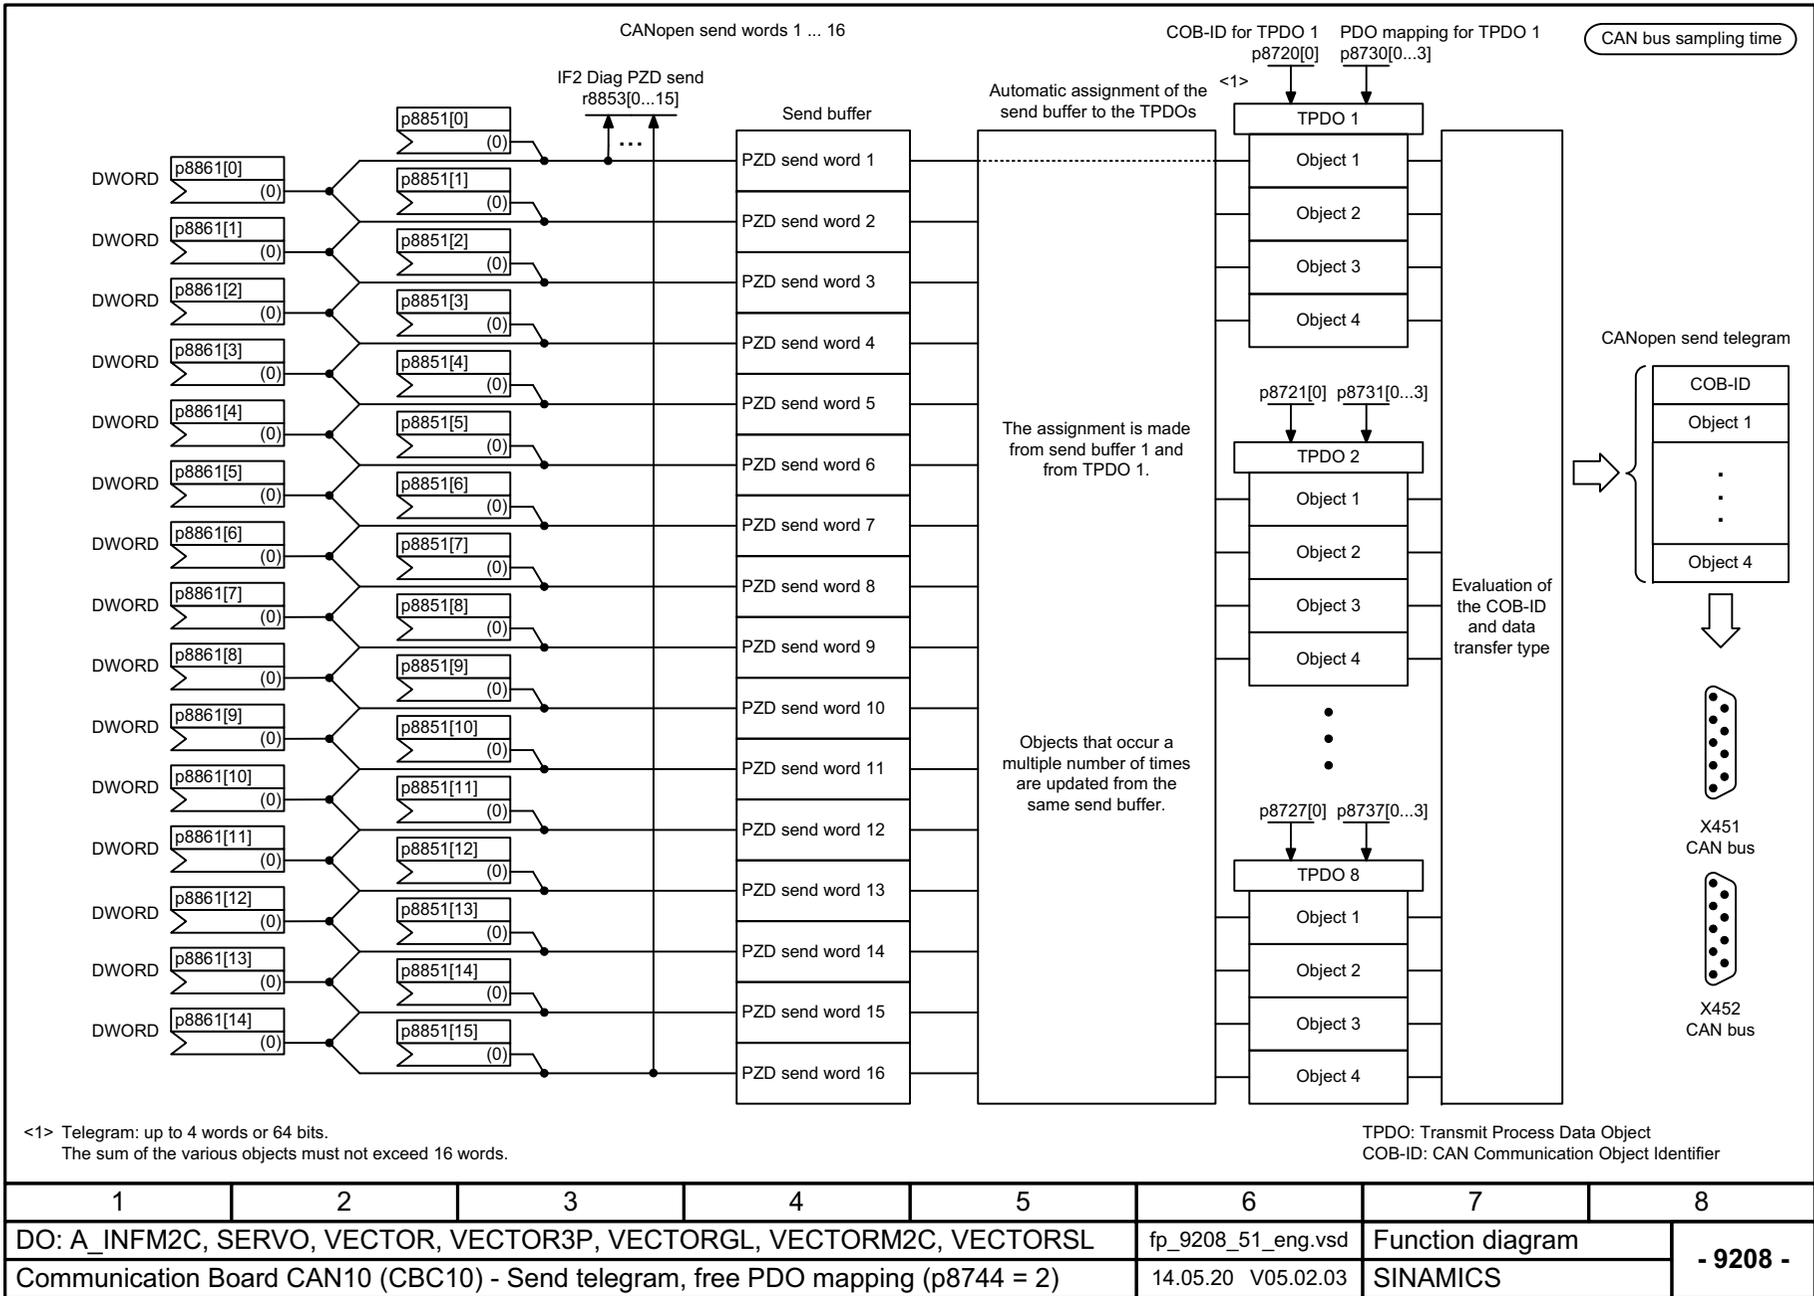 CANopen send words 1 ... 16
COB-ID for TPDO 1
p8720[0]
PDO mapping for TPDO 1
p8730[0...3]
CAN bus sampling time
IF2 Diag PZD send
r8853[0...15]
...
<1>
Automatic assignment of the
send buffer to the TPDOs
Send buffer
DWORD p8861[0] (0)
DWORD p8861[1] (0)
DWORD p8861[2] (0)
DWORD p8861[3] (0)
DWORD p8861[4] (0)
DWORD p8861[5] (0)
DWORD p8861[6] (0)
DWORD p8861[7] (0)
DWORD p8861[8] (0)
DWORD p8861[9] (0)
DWORD p8861[10] (0)
DWORD p8861[11] (0)
DWORD p8861[12] (0)
DWORD p8861[13] (0)
DWORD p8861[14] (0)
p8851[0] (0)
p8851[1] (0)
p8851[2] (0)
p8851[3] (0)
p8851[4] (0)
p8851[5] (0)
p8851[6] (0)
p8851[7] (0)
p8851[8] (0)
p8851[9] (0)
p8851[10] (0)
p8851[11] (0)
p8851[12] (0)
p8851[13] (0)
p8851[14] (0)
p8851[15] (0)
PZD send word 1
PZD send word 2
PZD send word 3
PZD send word 4
PZD send word 5
PZD send word 6
PZD send word 7
PZD send word 8
PZD send word 9
PZD send word 10
PZD send word 11
PZD send word 12
PZD send word 13
PZD send word 14
PZD send word 15
PZD send word 16
The assignment is made
from send buffer 1 and
from TPDO 1.
Objects that occur a
multiple number of times
are updated from the
same send buffer.
TPDO 1
Object 1
Object 2
Object 3
Object 4
p8721[0] p8731[0...3]
TPDO 2
Object 1
Object 2
Object 3
Object 4
p8727[0] p8737[0...3]
TPDO 8
Object 1
Object 2
Object 3
Object 4
Evaluation of
the COB-ID
and data
transfer type
CANopen send telegram
COB-ID
Object 1
Object 4
X451
CAN bus
X452
CAN bus
<1> Telegram: up to 4 words or 64 bits.
The sum of the various objects must not exceed 16 words.
TPDO: Transmit Process Data Object
COB-ID: CAN Communication Object Identifier
1 2 3 4 5 6 7 8
DO: A_INFM2C, SERVO, VECTOR, VECTOR3P, VECTORGL, VECTORM2C, VECTORSL
fp_9208_51_eng.vsd
Function diagram
- 9208 -
Communication Board CAN10 (CBC10) - Send telegram, free PDO mapping (p8744 = 2)
14.05.20 V05.02.03
SINAMICS